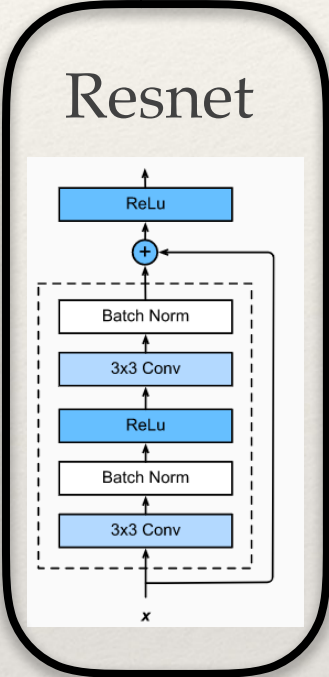 Resnet
ReLu
+
Batch Norm
3x3 Conv
ReLu
Batch Norm
3x3 Conv
x